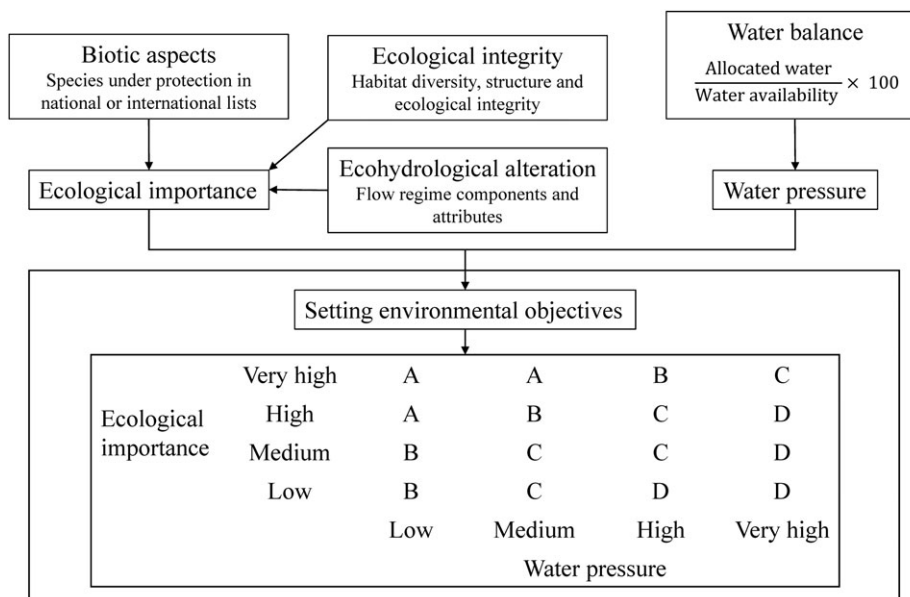 Biotic aspects
Species under protection in
national or international lists
Ecological integrity
Habitat diversity, structure and
ecological integrity
Water balance
Allocated water
Water availability
× 100
Ecohydrological alteration
Flow regime components and
attributes
Ecological importance
Water pressure
Setting environmental objectives
Ecological
importance
Very high A A B C
High A B C D
Medium B C C D
Low B C D D
Low Medium High Very high
Water pressure